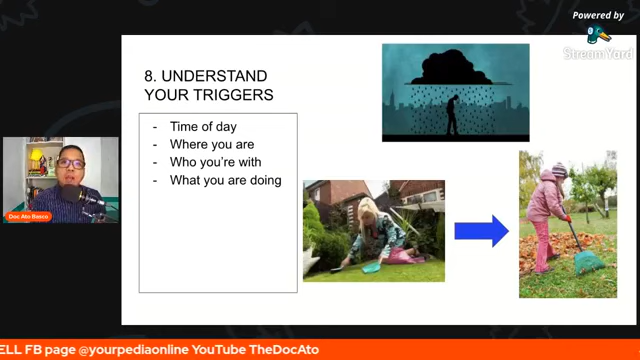 Powered by
StreamYard
8. UNDERSTAND
YOUR TRIGGERS
- Time of day
- Where you are
- Who you're with
- What you are doing
Doc Ato Basco
ELL FB page @yourpediaonline YouTube TheDocAto